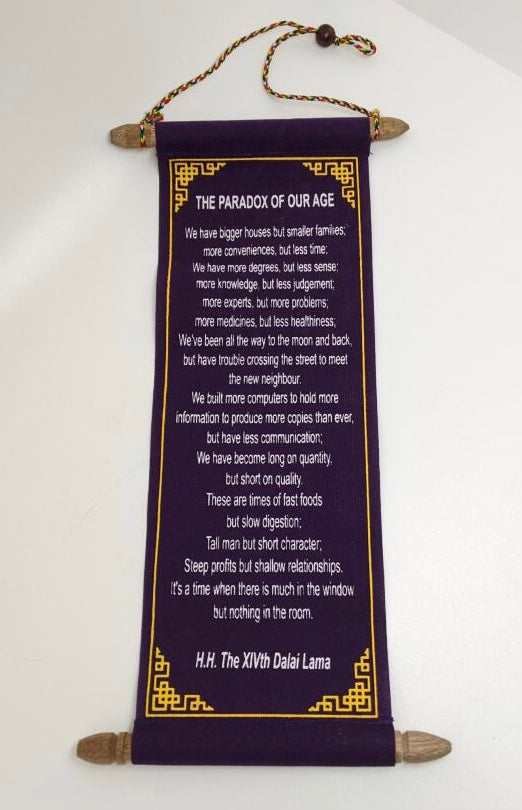 THE PARADOX OF OUR AGE
We have bigger houses but smaller families;
more conveniences, but less time:
We have more degrees, but less sense;
more knowledge, but less judgement;
more experts, but more problems;
more medicines, but less healthiness;
We've been all the way to the moon and back,
but have trouble crossing the street to meet
the new neighbour.
We built more computers to hold more
information to produce more copies than ever,
but have less communication;
We have become long on quantity,
but short on quality.
These are times of fast foods
but slow digestion;
Tall man but short character;
Steep profits but shallow relationships.
It's a time when there is much in the window
but nothing in the room.
H.H. The XIVth Dalai Lama